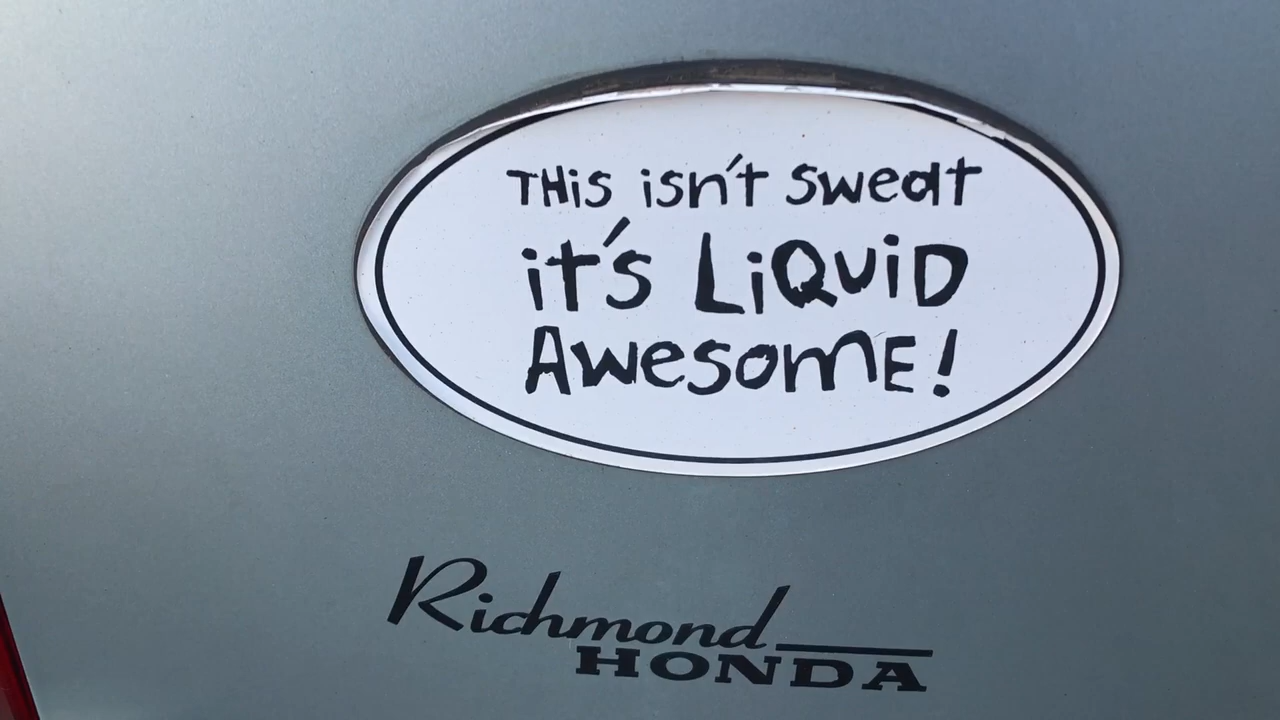 THiS isn't sweat
it's LiQuiD
AwesomE!
Richmond
HONDA